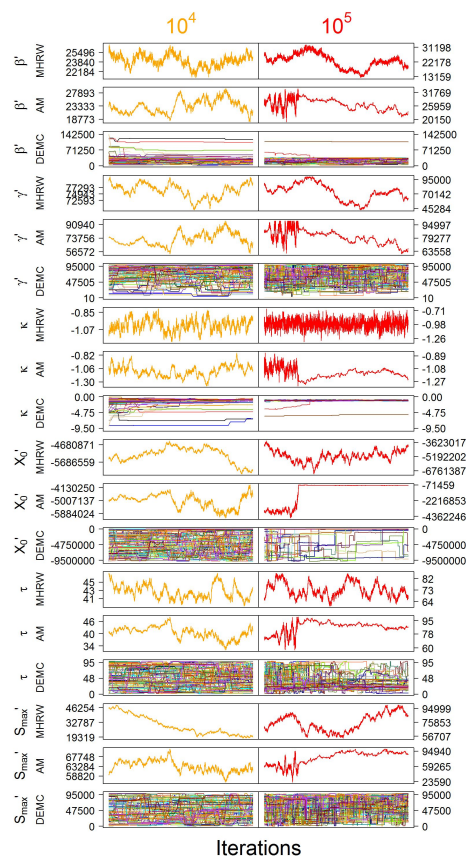 10⁴ 10⁵
β' MHRW 25496 23840 22184 31198 22178 13159
β' AM 27893 23333 18773 31769 25959 20150
β' DEMC 142500 71250 0 142500 71250 0
γ' MHRW 77293 72593 95000 70142 45284
γ' AM 90940 73756 56572 94997 79277 63558
γ' DEMC 95000 47505 10 95000 47505 10
κ MHRW -0.85 -1.07 -0.71 -0.98 -1.26
κ AM -0.82 -1.06 -1.30 -0.89 -1.08 -1.27
κ DEMC 0.00 -4.75 -9.50 0.00 -4.75 -9.50
X₀' MHRW -4680871 -5686559 -3623017 -5192202 -6761387
X₀' AM -4130250 -5007137 -5884024 -71459 -2216853 -4362246
X₀' DEMC 0 -4750000 -9500000 0 -4750000 -9500000
τ MHRW 45 43 41 82 73 64
τ AM 46 40 34 95 78 60
τ DEMC 95 48 0 95 48 0
Sₘₐₓ' MHRW 46254 32787 19319 94999 75853 56707
Sₘₐₓ' AM 67748 63284 58820 94940 59265 23590
Sₘₐₓ' DEMC 95000 47500 0 95000 47500 0
Iterations